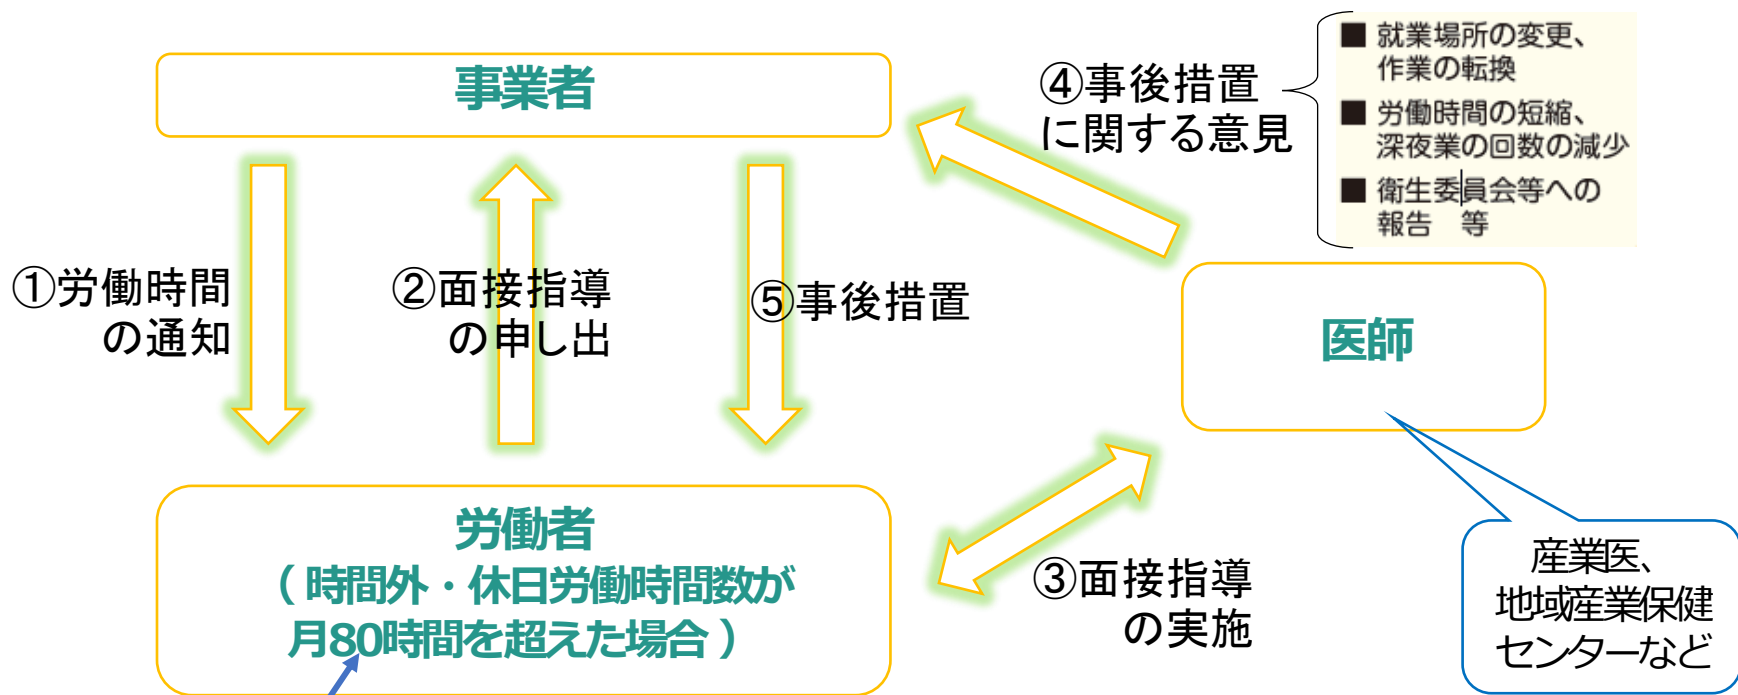 事業者
④事後措置
に関する意見
■ 就業場所の変更、
作業の転換
■ 労働時間の短縮、
深夜業の回数の減少
■ 衛生委員会等への
報告　等
①労働時間
の通知
②面接指導
の申し出
⑤事後措置
医師
労働者
（時間外・休日労働時間数が
月80時間を超えた場合）
③面接指導
の実施
産業医、
地域産業保健
センターなど